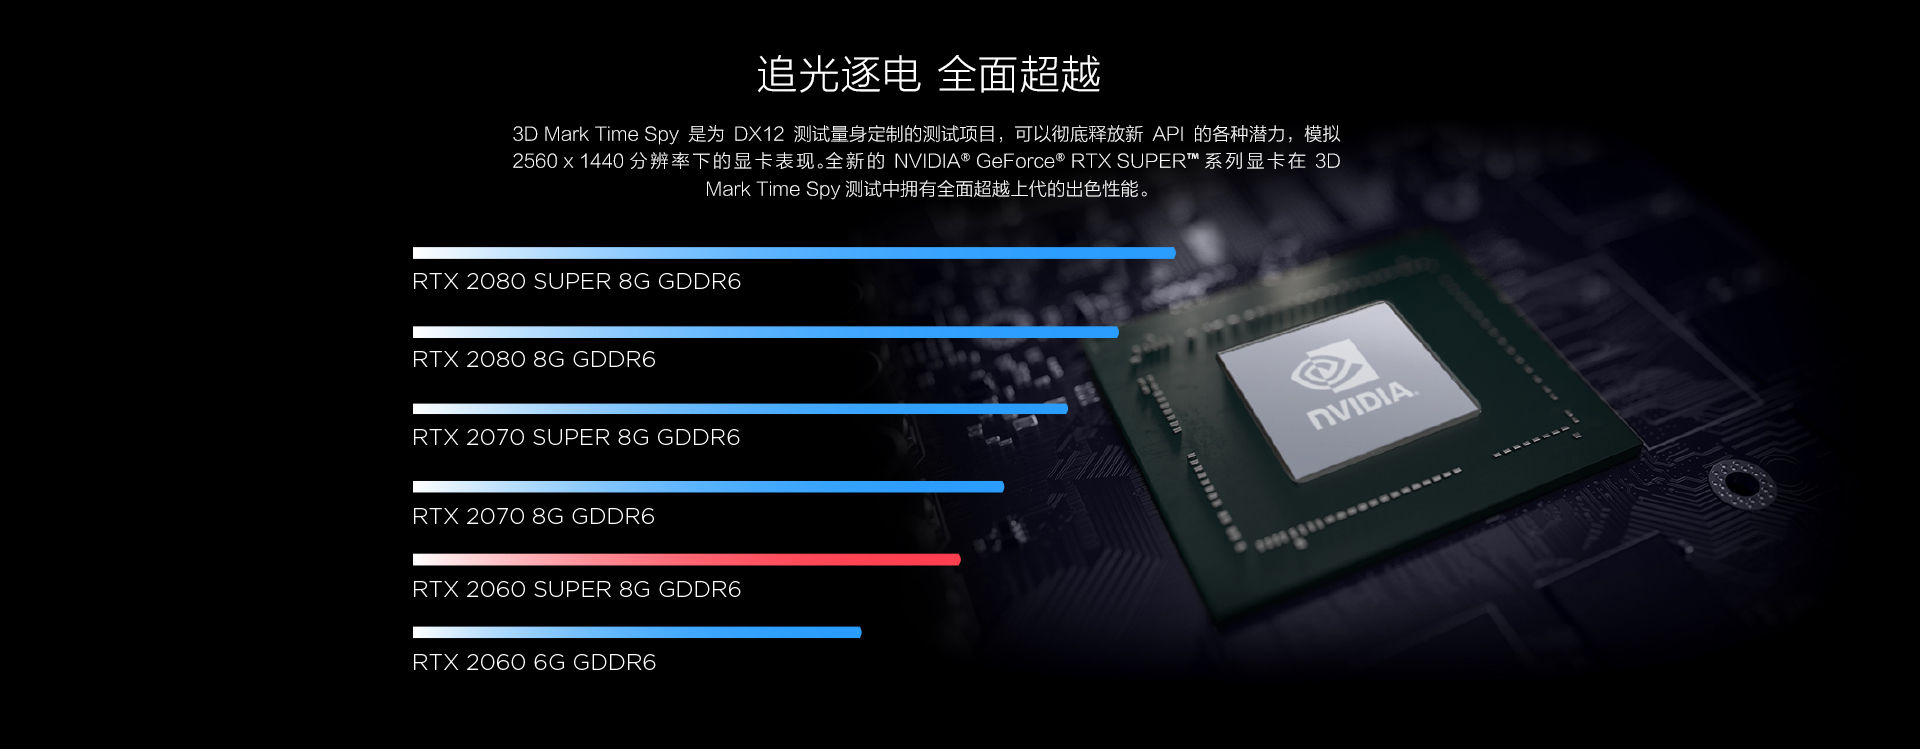 追光逐电 全面超越
3D Mark Time Spy 是为 DX12 测试量身定制的测试项目，可以彻底释放新 API 的各种潜力，模拟
2560 x 1440 分辨率下的显卡表现。全新的 NVIDIA® GeForce® RTX SUPER™ 系列显卡在 3D
Mark Time Spy 测试中拥有全面超越上代的出色性能。
RTX 2080 SUPER 8G GDDR6
RTX 2080 8G GDDR6
RTX 2070 SUPER 8G GDDR6
RTX 2070 8G GDDR6
RTX 2060 SUPER 8G GDDR6
RTX 2060 6G GDDR6
NVIDIA.